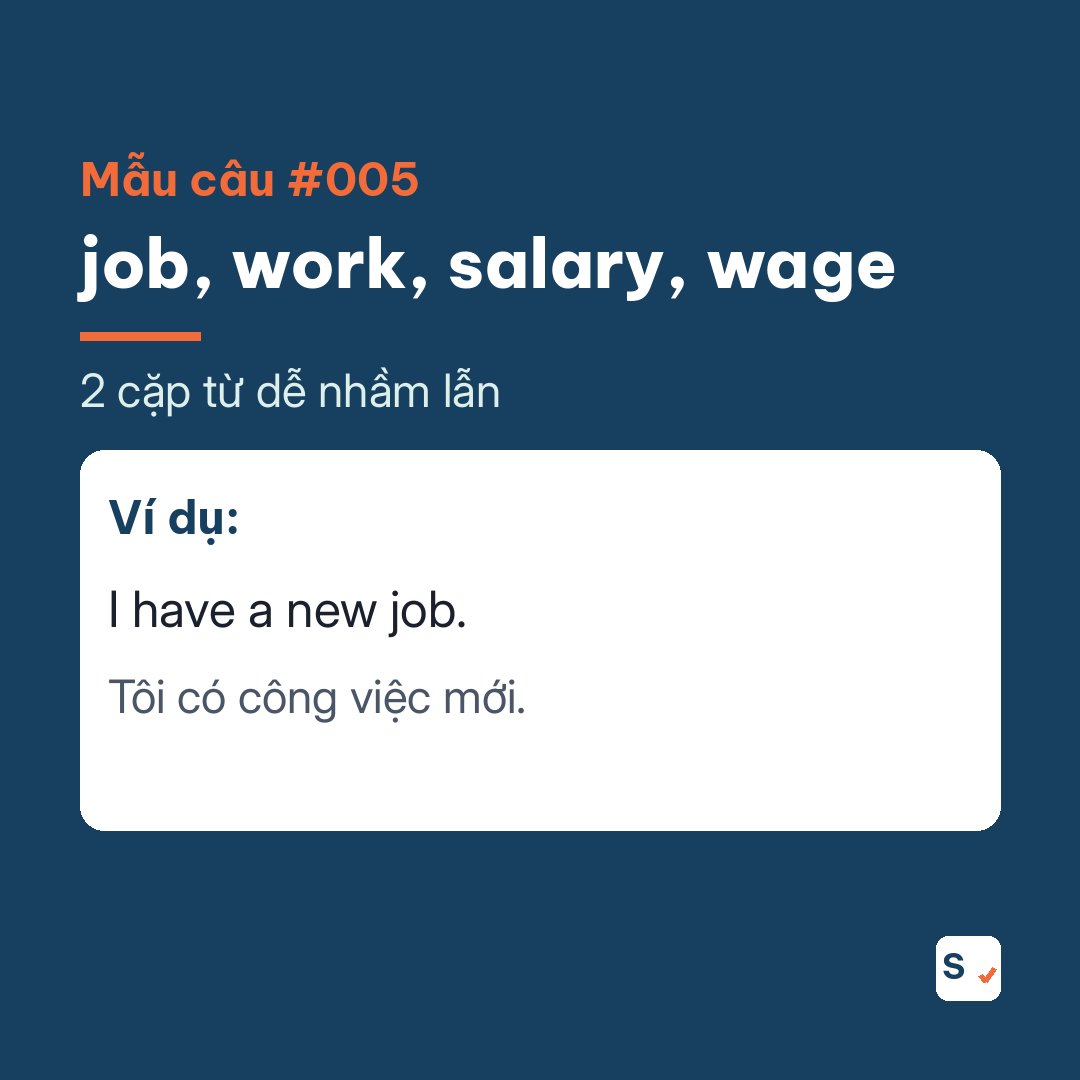 Mẫu câu #005
job, work, salary, wage
2 cặp từ dễ nhầm lẫn
Ví dụ:
I have a new job.
Tôi có công việc mới.
S